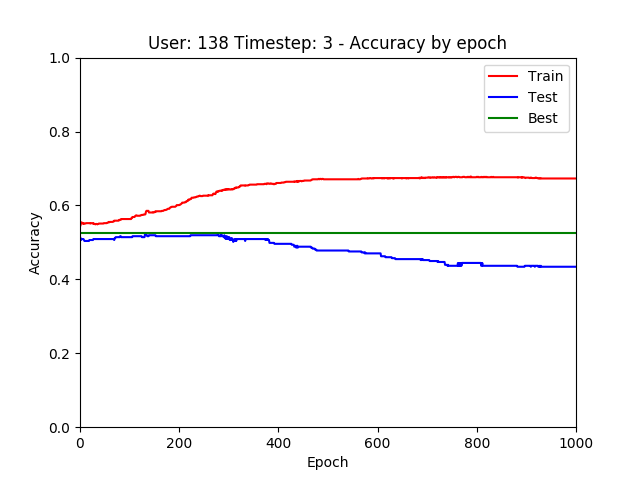 User: 138 Timestep: 3 - Accuracy by epoch
1.0
0.8
0.6
0.4
0.2
0.0
Accuracy
Train
Test
Best
0 200 400 600 800 1000
Epoch